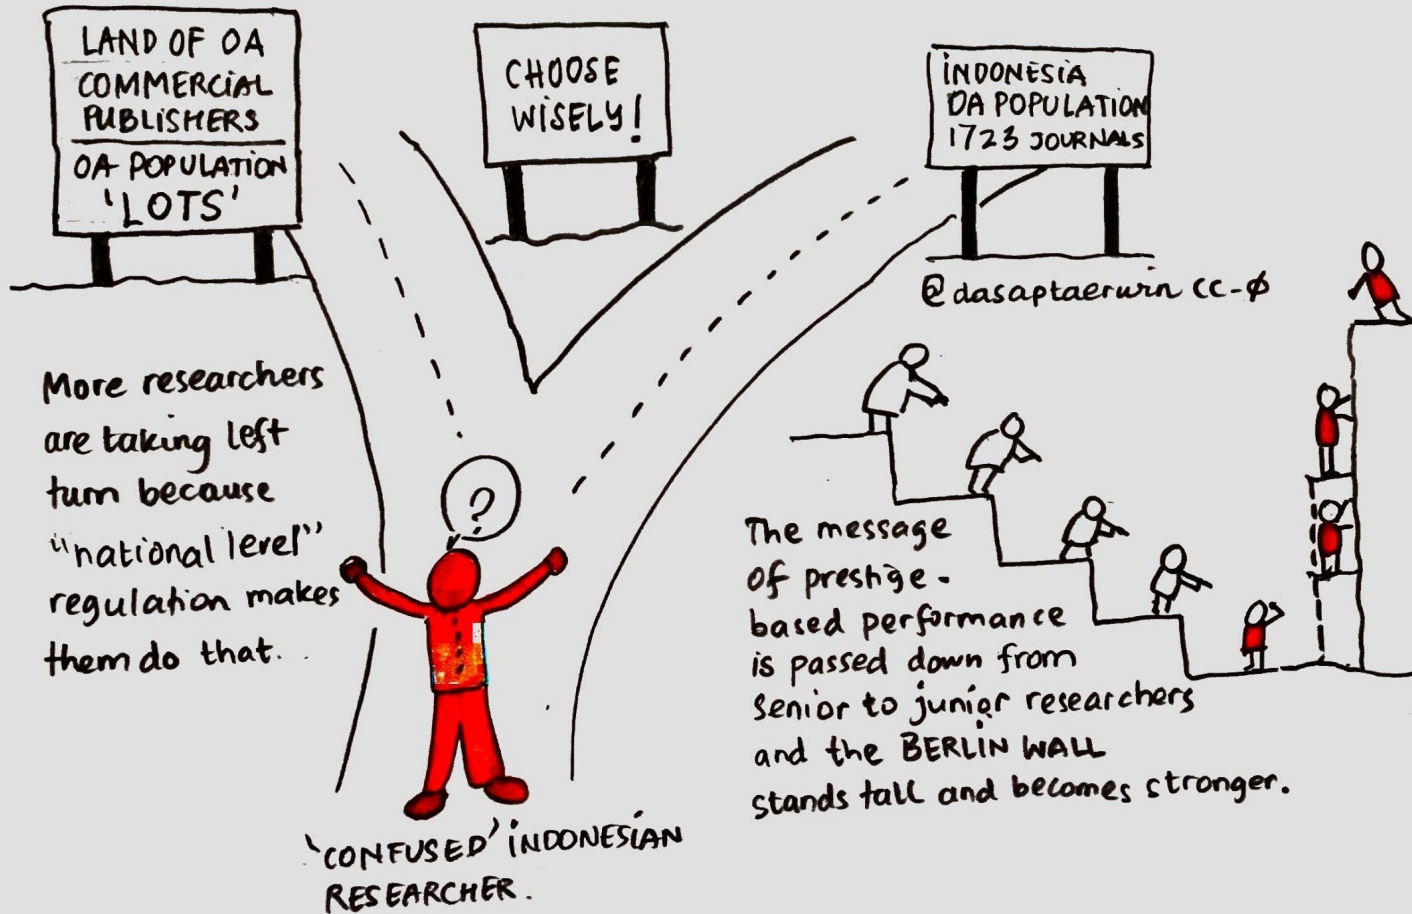 LAND OF OA
COMMERCIAL
PUBLISHERS
OA POPULATION
'LOTS'
CHOOSE
WISELY!
INDONESIA
OA POPULATION
1723 JOURNALS
@dasaptaerwin CC-Ø
More researchers
are taking left
turn because
"national level"
regulation makes
them do that.
?
'CONFUSED' INDONESIAN
RESEARCHER.
The message
of prestige-
based performance
is passed down from
senior to junior researchers
and the BERLIN WALL
stands tall and becomes stronger.